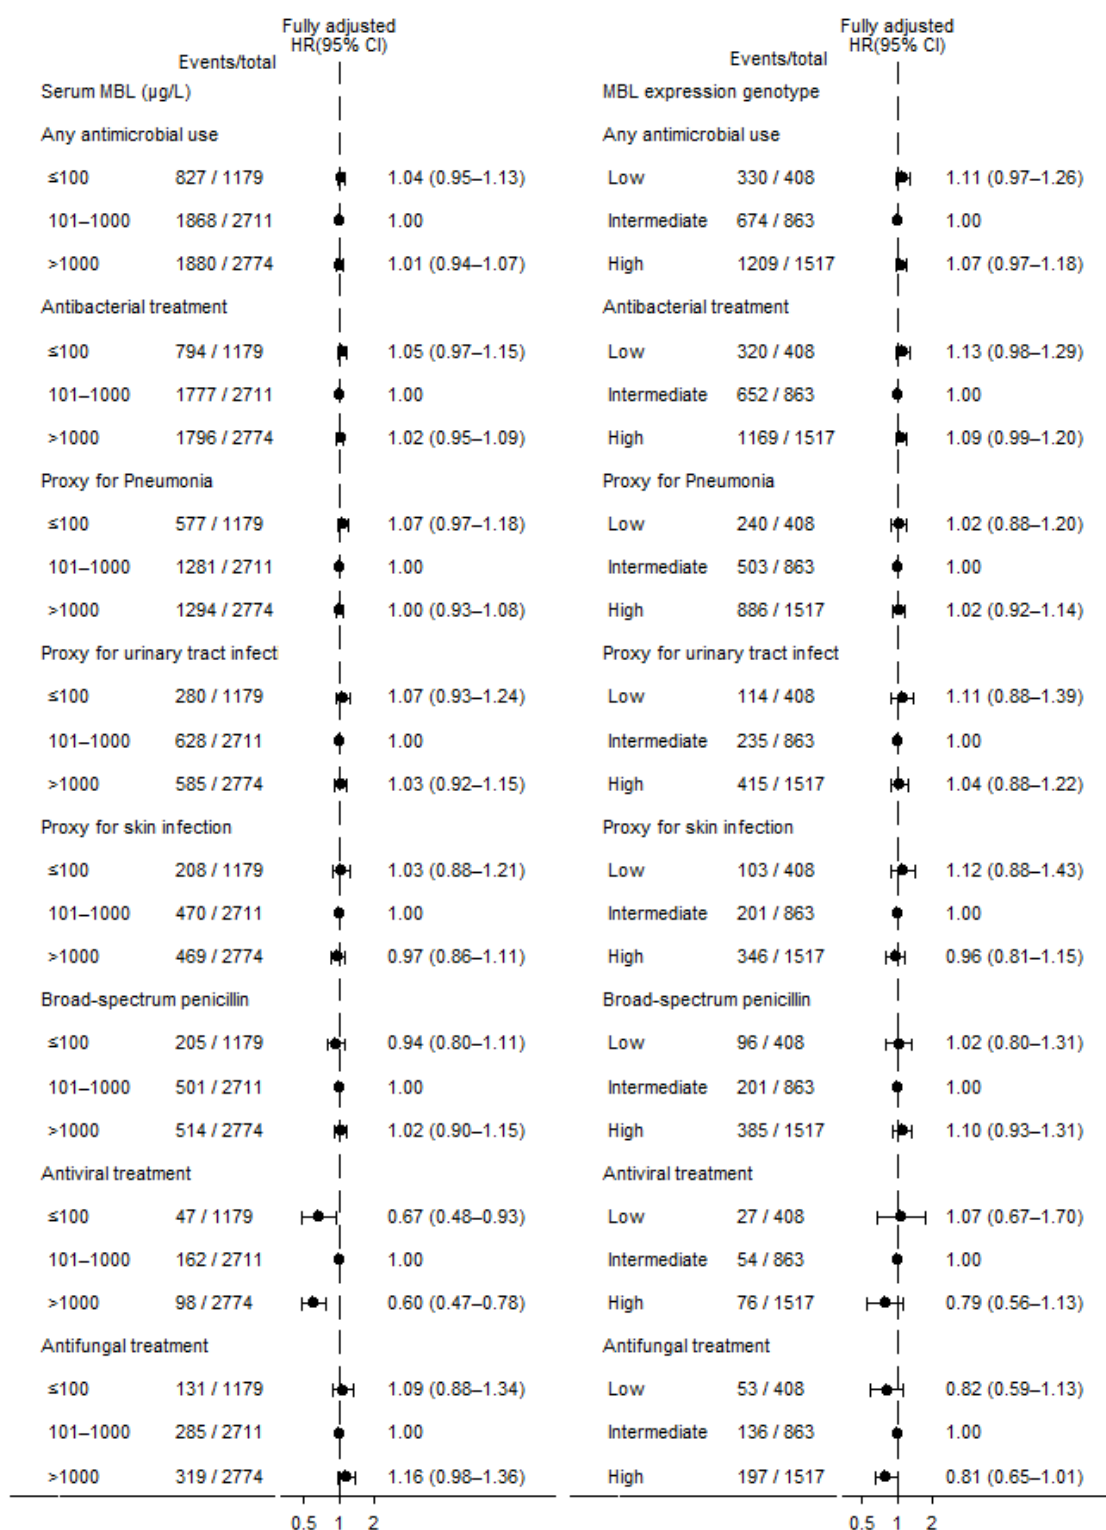 Fully adjusted
HR(95% CI)
Events/total
Serum MBL (µg/L)
Any antimicrobial use
≤100 827 / 1179 1.04 (0.95–1.13)
101–1000 1868 / 2711 1.00
>1000 1880 / 2774 1.01 (0.94–1.07)
Antibacterial treatment
≤100 794 / 1179 1.05 (0.97–1.15)
101–1000 1777 / 2711 1.00
>1000 1796 / 2774 1.02 (0.95–1.09)
Proxy for Pneumonia
≤100 577 / 1179 1.07 (0.97–1.18)
101–1000 1281 / 2711 1.00
>1000 1294 / 2774 1.00 (0.93–1.08)
Proxy for urinary tract infect
≤100 280 / 1179 1.07 (0.93–1.24)
101–1000 628 / 2711 1.00
>1000 585 / 2774 1.03 (0.92–1.15)
Proxy for skin infection
≤100 208 / 1179 1.03 (0.88–1.21)
101–1000 470 / 2711 1.00
>1000 469 / 2774 0.97 (0.86–1.11)
Broad-spectrum penicillin
≤100 205 / 1179 0.94 (0.80–1.11)
101–1000 501 / 2711 1.00
>1000 514 / 2774 1.02 (0.90–1.15)
Antiviral treatment
≤100 47 / 1179 0.67 (0.48–0.93)
101–1000 162 / 2711 1.00
>1000 98 / 2774 0.60 (0.47–0.78)
Antifungal treatment
≤100 131 / 1179 1.09 (0.88–1.34)
101–1000 285 / 2711 1.00
>1000 319 / 2774 1.16 (0.98–1.36)
0.5 1 2
Fully adjusted
HR(95% CI)
Events/total
MBL expression genotype
Any antimicrobial use
Low 330 / 408 1.11 (0.97–1.26)
Intermediate 674 / 863 1.00
High 1209 / 1517 1.07 (0.97–1.18)
Antibacterial treatment
Low 320 / 408 1.13 (0.98–1.29)
Intermediate 652 / 863 1.00
High 1169 / 1517 1.09 (0.99–1.20)
Proxy for Pneumonia
Low 240 / 408 1.02 (0.88–1.20)
Intermediate 503 / 863 1.00
High 886 / 1517 1.02 (0.92–1.14)
Proxy for urinary tract infect
Low 114 / 408 1.11 (0.88–1.39)
Intermediate 235 / 863 1.00
High 415 / 1517 1.04 (0.88–1.22)
Proxy for skin infection
Low 103 / 408 1.12 (0.88–1.43)
Intermediate 201 / 863 1.00
High 346 / 1517 0.96 (0.81–1.15)
Broad-spectrum penicillin
Low 96 / 408 1.02 (0.80–1.31)
Intermediate 201 / 863 1.00
High 385 / 1517 1.10 (0.93–1.31)
Antiviral treatment
Low 27 / 408 1.07 (0.67–1.70)
Intermediate 54 / 863 1.00
High 76 / 1517 0.79 (0.56–1.13)
Antifungal treatment
Low 53 / 408 0.82 (0.59–1.13)
Intermediate 136 / 863 1.00
High 197 / 1517 0.81 (0.65–1.01)
0.5 1 2